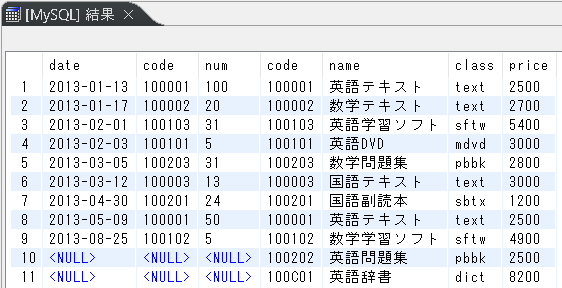 [MySQL] 結果
date code num code name class price
1 2013-01-13 100001 100 100001 英語テキスト text 2500
2 2013-01-17 100002 20 100002 数学テキスト text 2700
3 2013-02-01 100103 31 100103 英語学習ソフト sftw 5400
4 2013-02-03 100101 5 100101 英語DVD mdvd 3000
5 2013-03-05 100203 31 100203 数学問題集 pbbk 2800
6 2013-03-12 100003 13 100003 国語テキスト text 3000
7 2013-04-30 100201 24 100201 国語副読本 sbtx 1200
8 2013-05-09 100001 50 100001 英語テキスト text 2500
9 2013-08-25 100102 5 100102 数学学習ソフト sftw 4900
10 <NULL> <NULL> <NULL> 100202 英語問題集 pbbk 2500
11 <NULL> <NULL> <NULL> 100C01 英語辞書 dict 8200